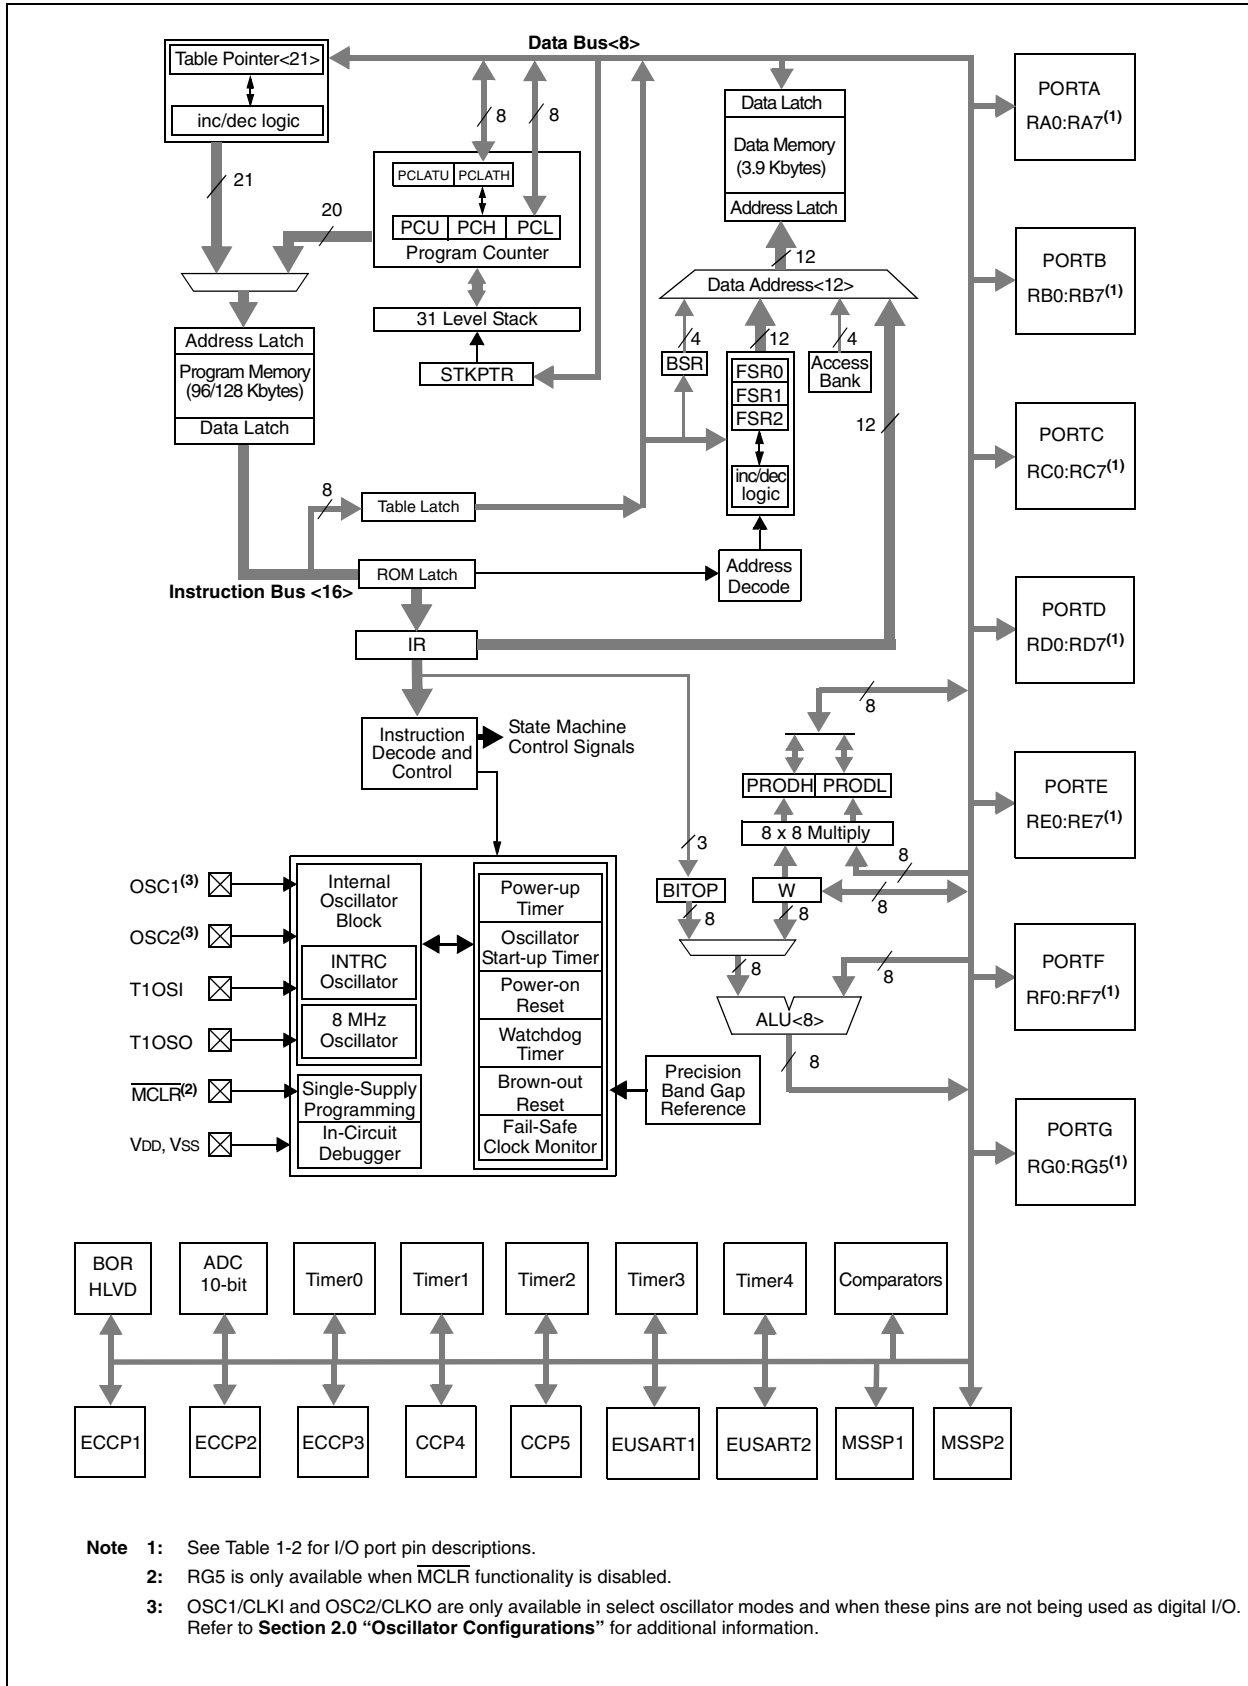 Data Bus<8>
Table Pointer<21>
inc/dec logic
21
20
8
8
PCLATU PCLATH
PCU PCH PCL
Program Counter
31 Level Stack
STKPTR
Address Latch
Program Memory
(96/128 Kbytes)
Data Latch
8
Table Latch
ROM Latch
Instruction Bus <16>
IR
Data Latch
Data Memory
(3.9 Kbytes)
Address Latch
12
Data Address<12>
4
12
4
BSR
FSR0
FSR1
FSR2
inc/dec
logic
Access
Bank
12
Address
Decode
Instruction
Decode and
Control
State Machine
Control Signals
8
PRODH PRODL
8 x 8 Multiply
3
8
BITOP
W
8
8
8
8
8
ALU<8>
8
OSC1(3)
OSC2(3)
T1OSI
T1OSO
MCLR(2)
VDD, VSS
Internal
Oscillator
Block
INTRC
Oscillator
8 MHz
Oscillator
Single-Supply
Programming
In-Circuit
Debugger
Power-up
Timer
Oscillator
Start-up Timer
Power-on
Reset
Watchdog
Timer
Brown-out
Reset
Fail-Safe
Clock Monitor
Precision
Band Gap
Reference
PORTA
RA0:RA7(1)
PORTB
RB0:RB7(1)
PORTC
RC0:RC7(1)
PORTD
RD0:RD7(1)
PORTE
RE0:RE7(1)
PORTF
RF0:RF7(1)
PORTG
RG0:RG5(1)
BOR
HLVD
ADC
10-bit
Timer0
Timer1
Timer2
Timer3
Timer4
Comparators
ECCP1
ECCP2
ECCP3
CCP4
CCP5
EUSART1
EUSART2
MSSP1
MSSP2
Note 1: See Table 1-2 for I/O port pin descriptions.
2: RG5 is only available when MCLR functionality is disabled.
3: OSC1/CLKI and OSC2/CLKO are only available in select oscillator modes and when these pins are not being used as digital I/O.
Refer to Section 2.0 “Oscillator Configurations” for additional information.